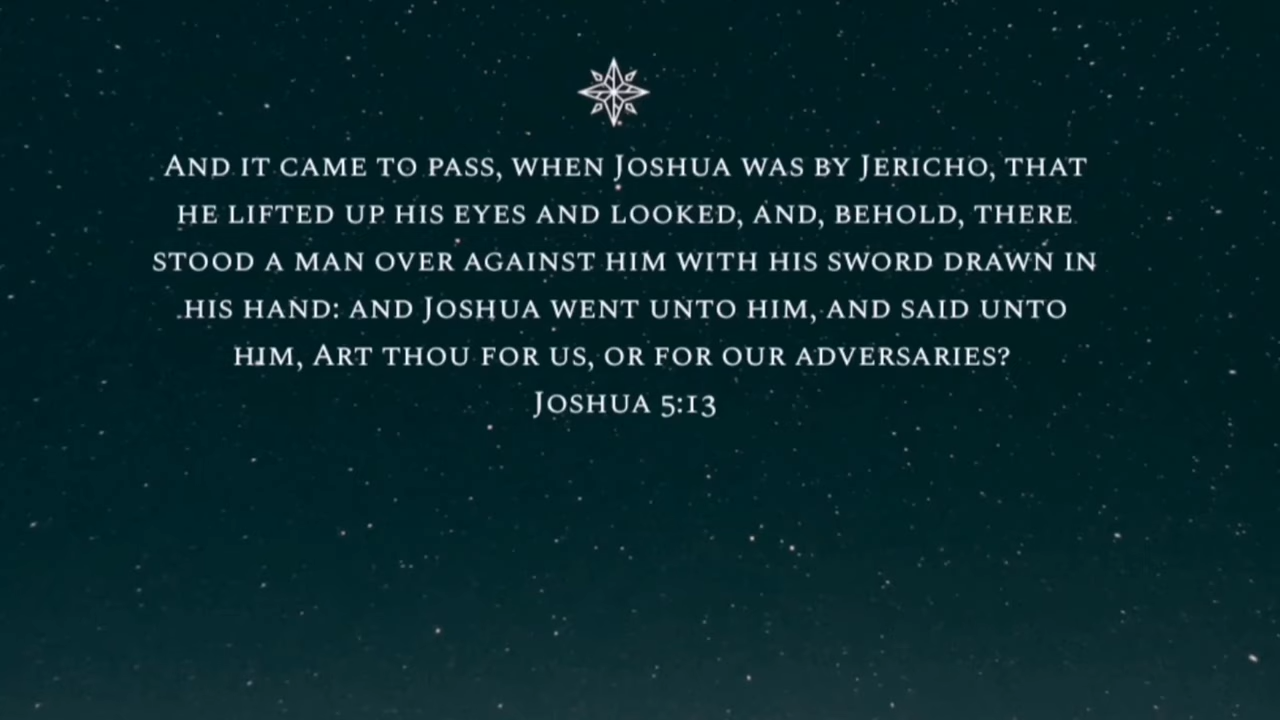 And it came to pass, when Joshua was by Jericho, that
he lifted up his eyes and looked, and, behold, there
stood a man over against him with his sword drawn in
his hand: and Joshua went unto him, and said unto
him, Art thou for us, or for our adversaries?
Joshua 5:13